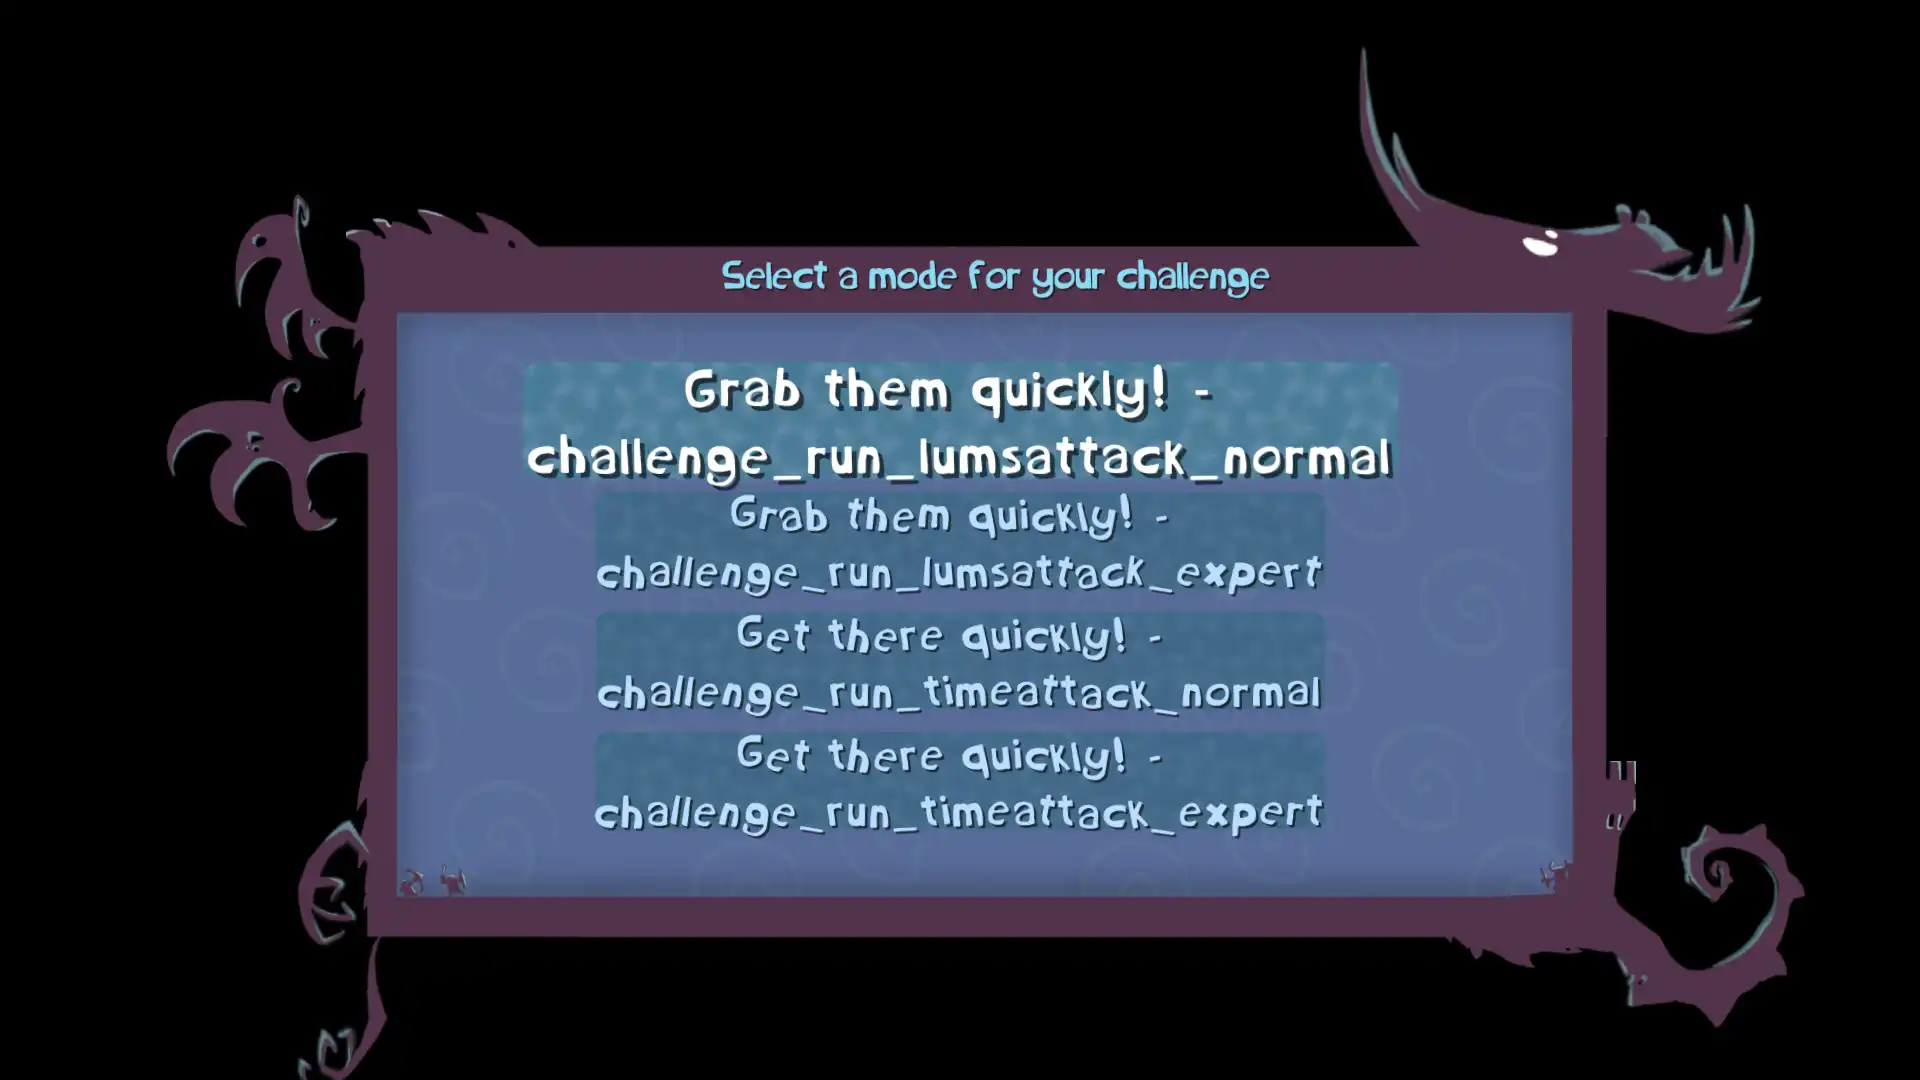 Select a mode for your challenge
Grab them quickly! -
challenge_run_lumsattack_normal
Grab them quickly! -
challenge_run_lumsattack_expert
Get there quickly! -
challenge_run_timeattack_normal
Get there quickly! -
challenge_run_timeattack_expert